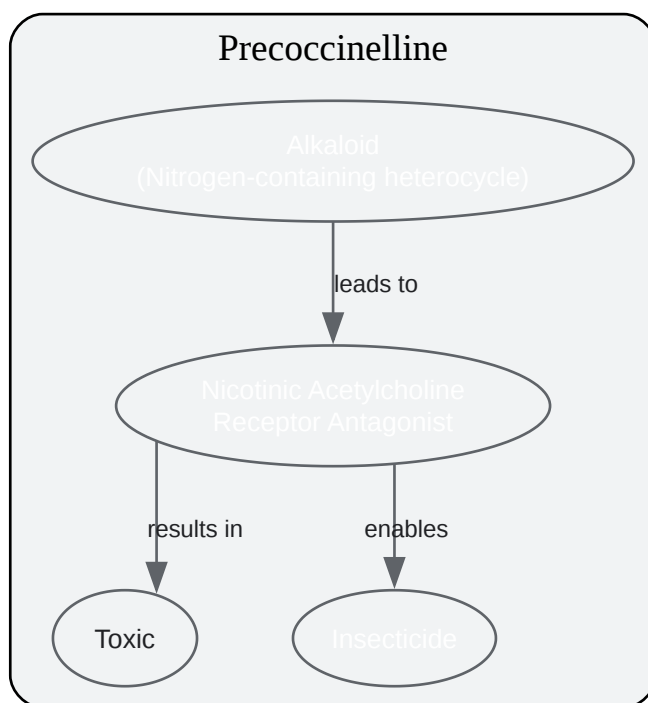 Precoccinelline
Alkaloid
(Nitrogen-containing heterocycle)
leads to
Nicotinic Acetylcholine
Receptor Antagonist
results in
enables
Toxic
Insecticide